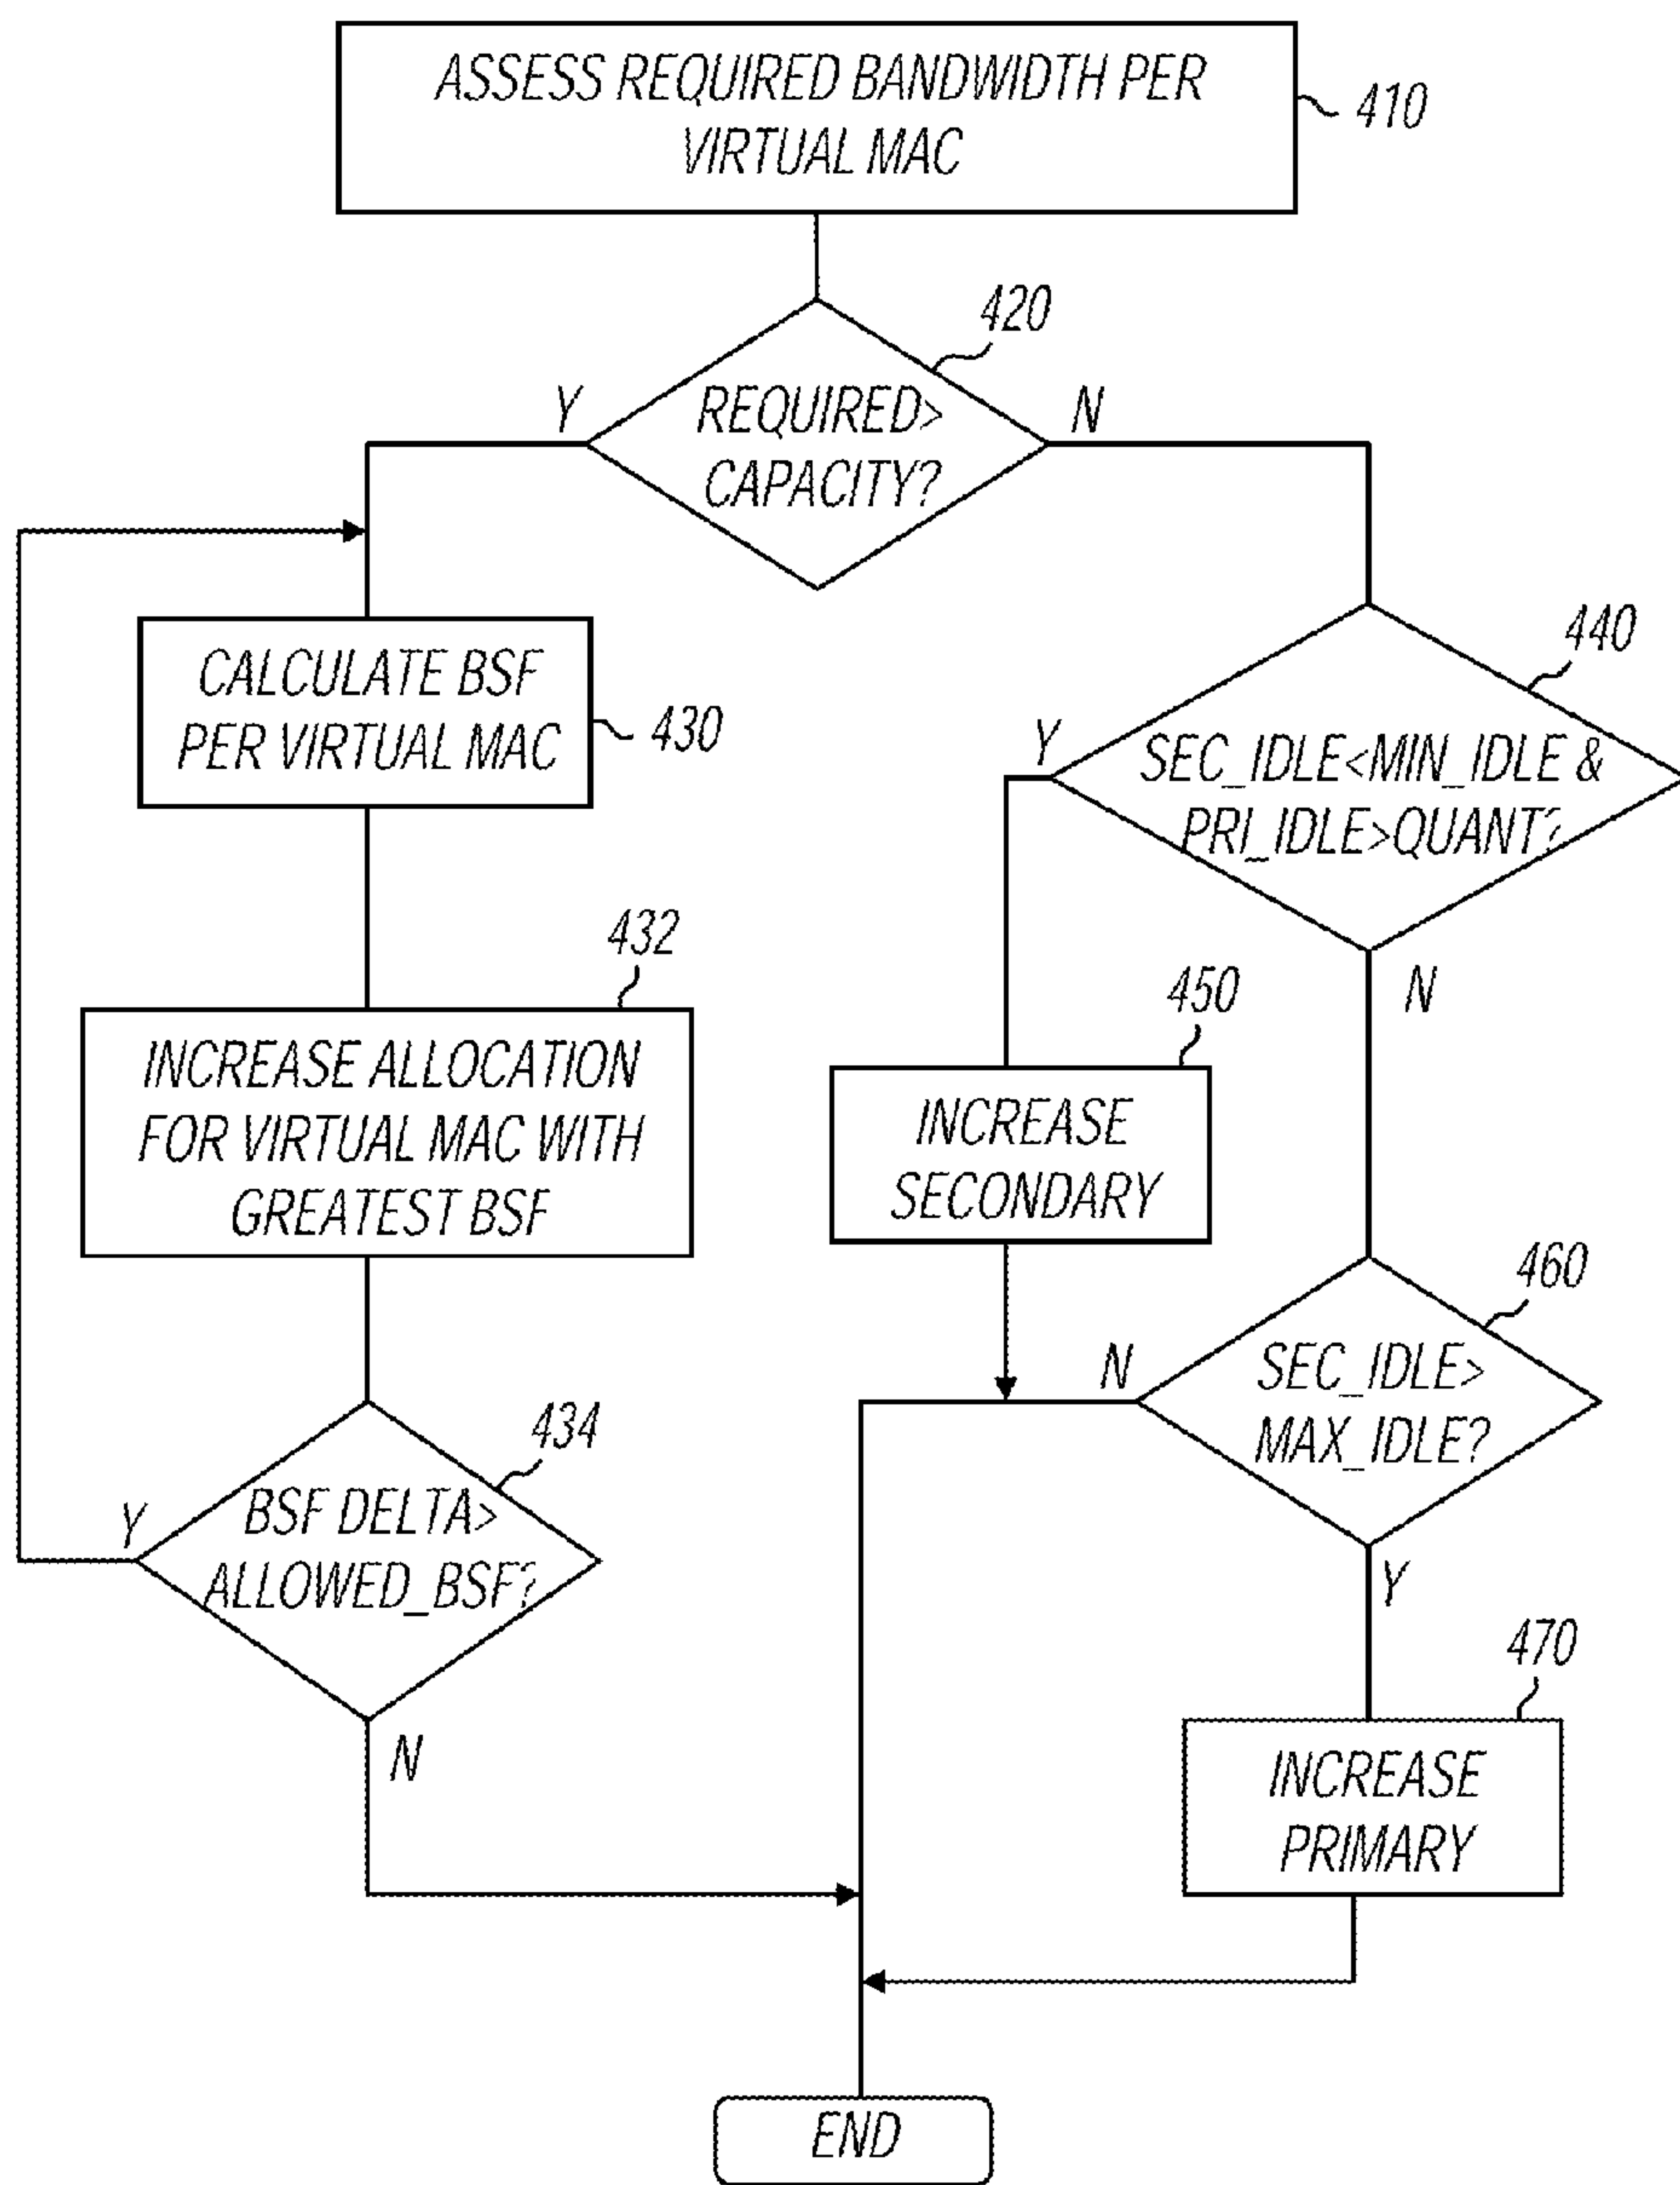 ASSESS REQUIRED BANDWIDTH PER
VIRTUAL MAC
410
420
Y
REQUIRED>
CAPACITY?
N
CALCULATE BSF
PER VIRTUAL MAC
430
440
Y
SEC_IDLE<MIN_IDLE &
PRI_IDLE>QUANT?
N
432
INCREASE ALLOCATION
FOR VIRTUAL MAC WITH
GREATEST BSF
450
INCREASE
SECONDARY
460
N
SEC_IDLE>
MAX_IDLE?
Y
434
Y
BSF DELTA>
ALLOWED_BSF?
N
470
INCREASE
PRIMARY
END